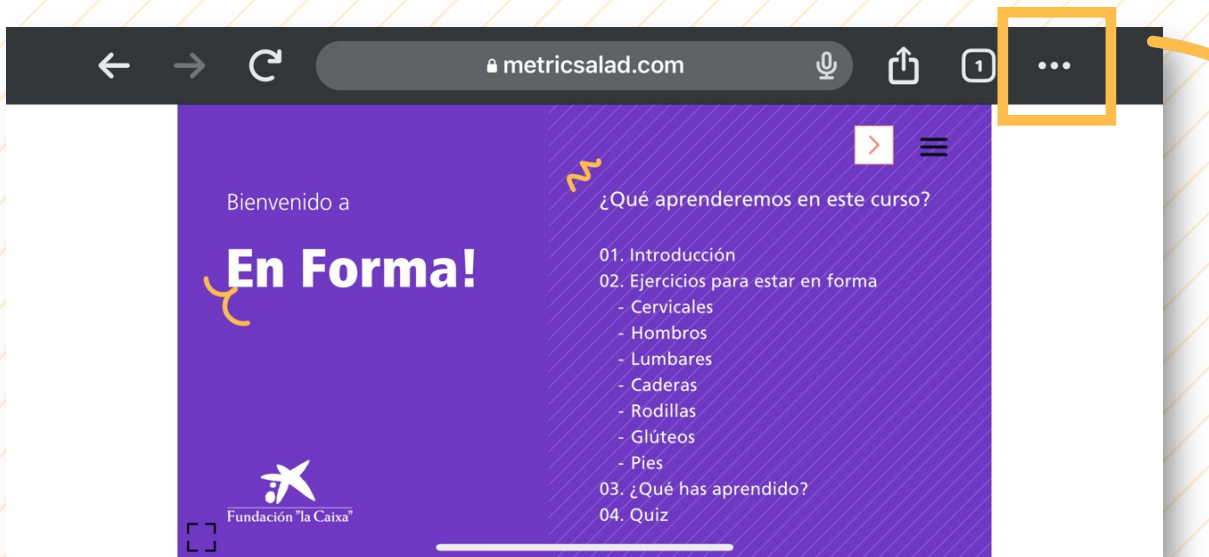 metricsalad.com
1
Bienvenido a
En Forma!
Fundación "la Caixa"
¿Qué aprenderemos en este curso?
01. Introducción
02. Ejercicios para estar en forma
- Cervicales
- Hombros
- Lumbares
- Caderas
- Rodillas
- Glúteos
- Pies
03. ¿Qué has aprendido?
04. Quiz